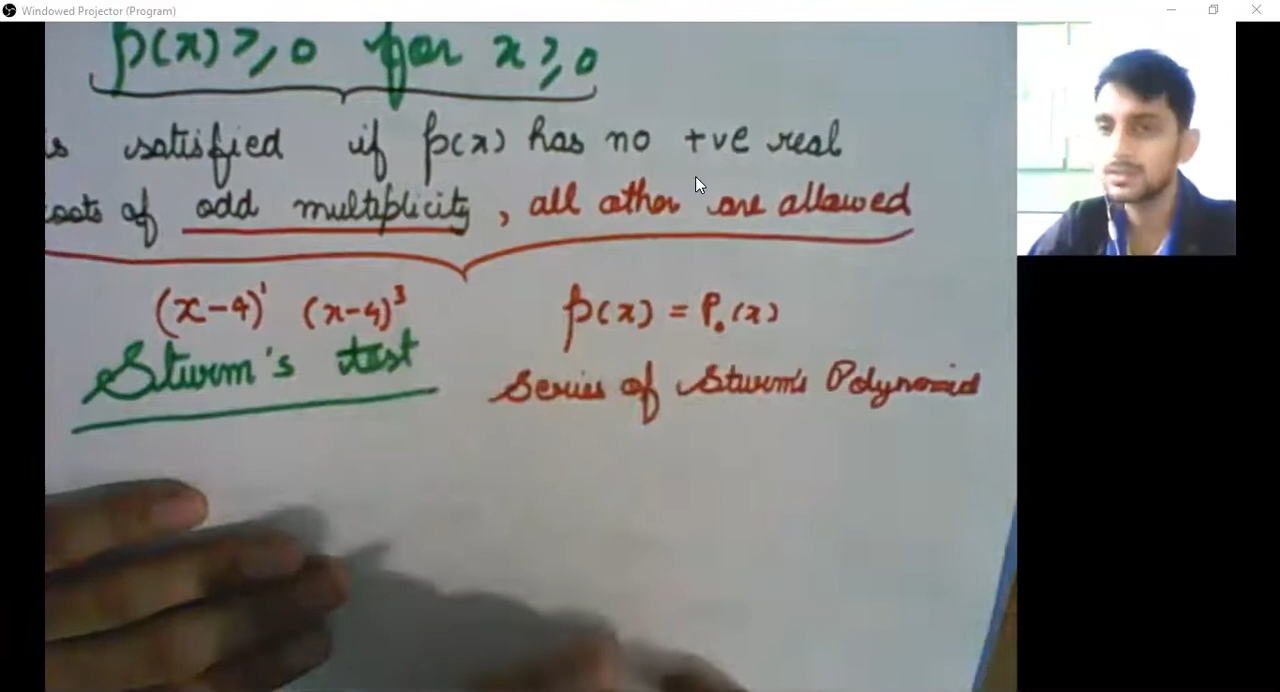 Windowed Projector (Program)
p(x) ≥ 0 for x ≥ 0
is satisfied if p(x) has no +ve real
oots of odd multiplicity, all other are allowed
(x-4)¹ (x-4)³ p(x) = P₀(x)
Sturm's test
Series of Sturm's Polynomial